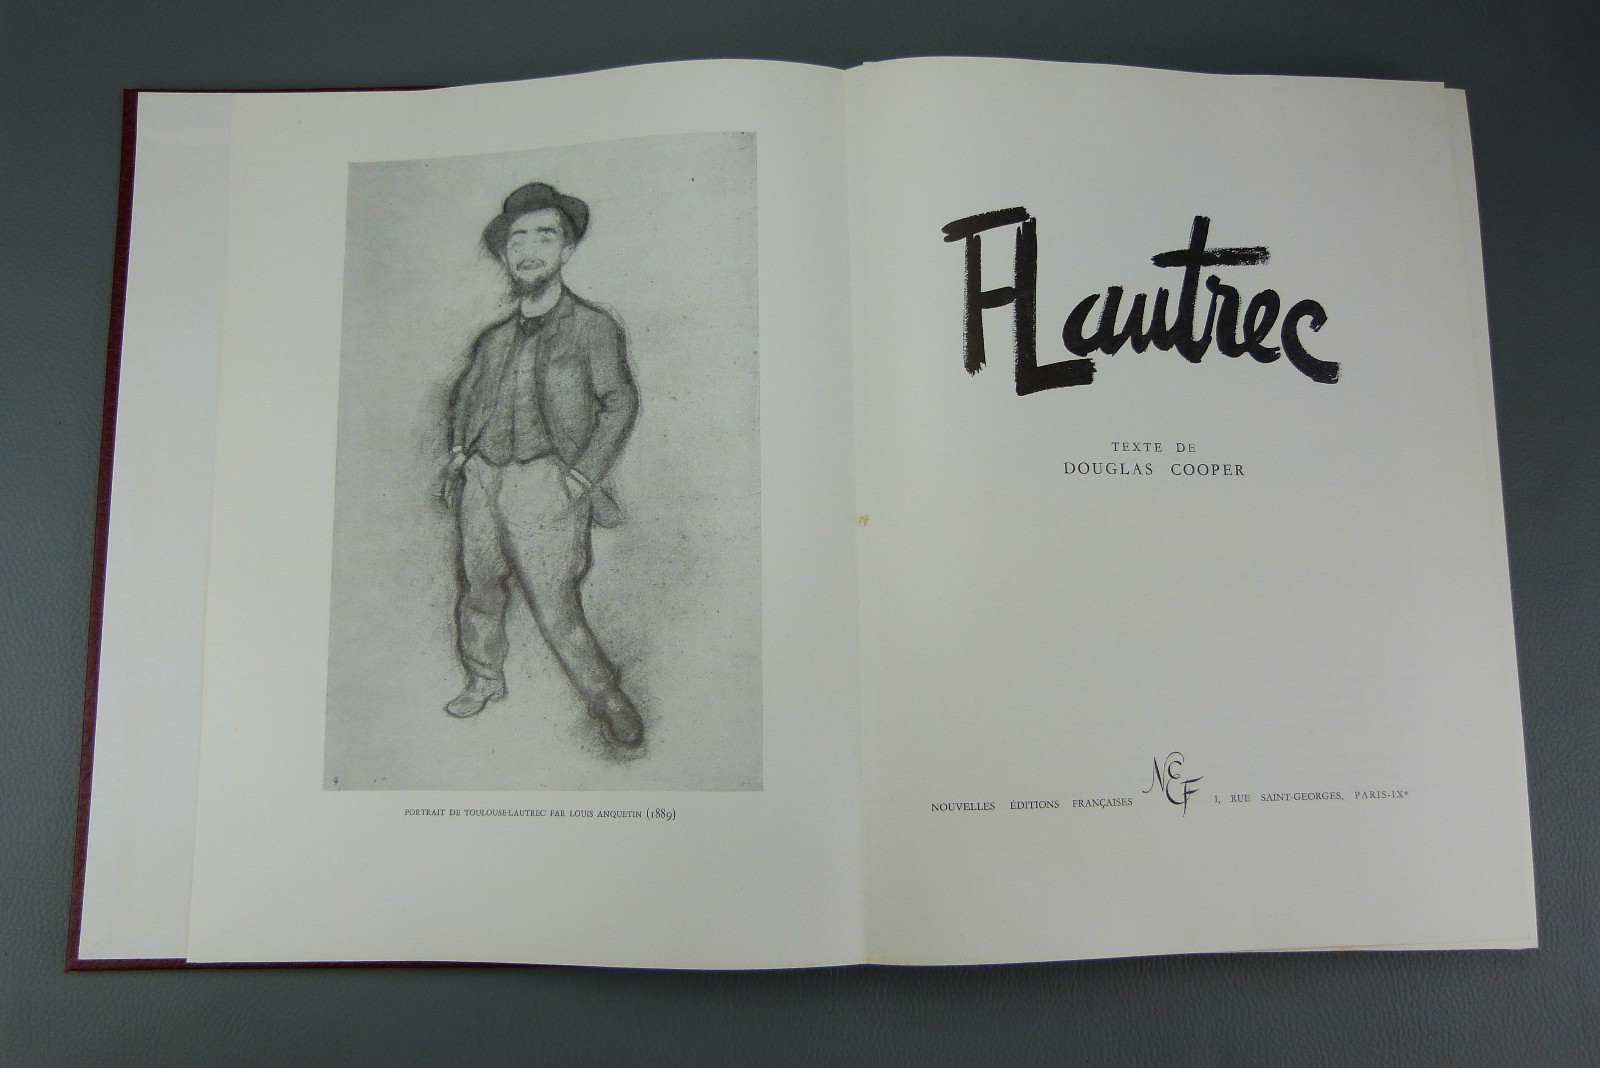 PORTRAIT DE TOULOUSE-LAUTREC PAR LOUIS ANQUETIN (1889)
HLautrec
TEXTE DE
DOUGLAS COOPER
NOUVELLES ÉDITIONS FRANÇAISES NEF 1, RUE SAINT-GEORGES, PARIS-IXe